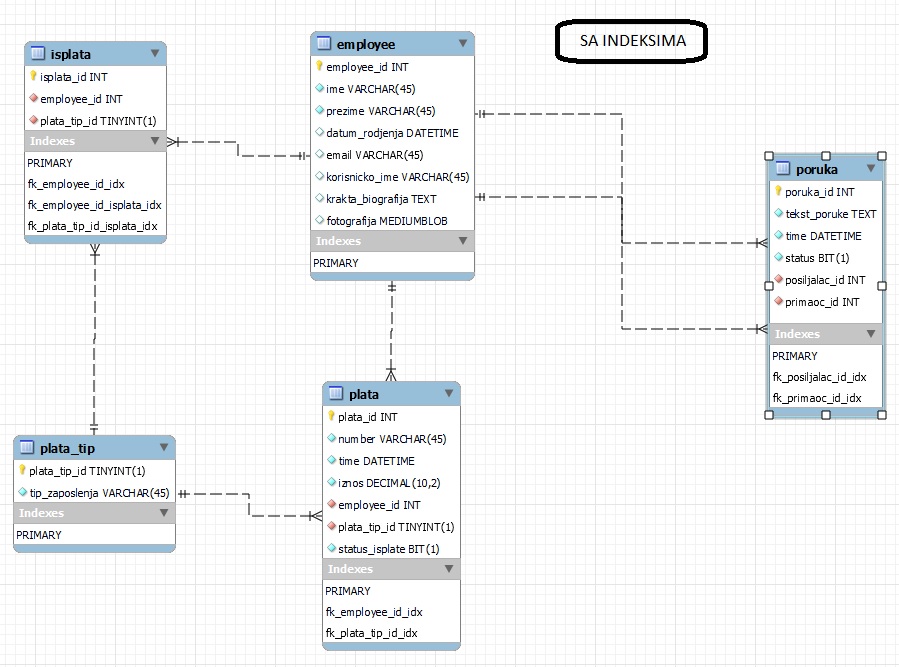 SA INDEKSIMA
isplata
isplata_id INT
employee_id INT
plata_tip_id TINYINT(1)
Indexes
PRIMARY
fk_employee_id_idx
fk_employee_id_isplata_idx
fk_plata_tip_id_isplata_idx
employee
employee_id INT
ime VARCHAR(45)
prezime VARCHAR(45)
datum_rodjenja DATETIME
email VARCHAR(45)
korisnicko_ime VARCHAR(45)
krakta_biografija TEXT
fotografija MEDIUMBLOB
Indexes
PRIMARY
poruka
poruka_id INT
tekst_poruke TEXT
time DATETIME
status BIT(1)
posiljalac_id INT
primaoc_id INT
Indexes
PRIMARY
fk_posiljalac_id_idx
fk_primaoc_id_idx
plata_tip
plata_tip_id TINYINT(1)
tip_zaposlenja VARCHAR(45)
Indexes
PRIMARY
plata
plata_id INT
number VARCHAR(45)
time DATETIME
iznos DECIMAL(10,2)
employee_id INT
plata_tip_id TINYINT(1)
status_isplate BIT(1)
Indexes
PRIMARY
fk_employee_id_idx
fk_plata_tip_id_idx